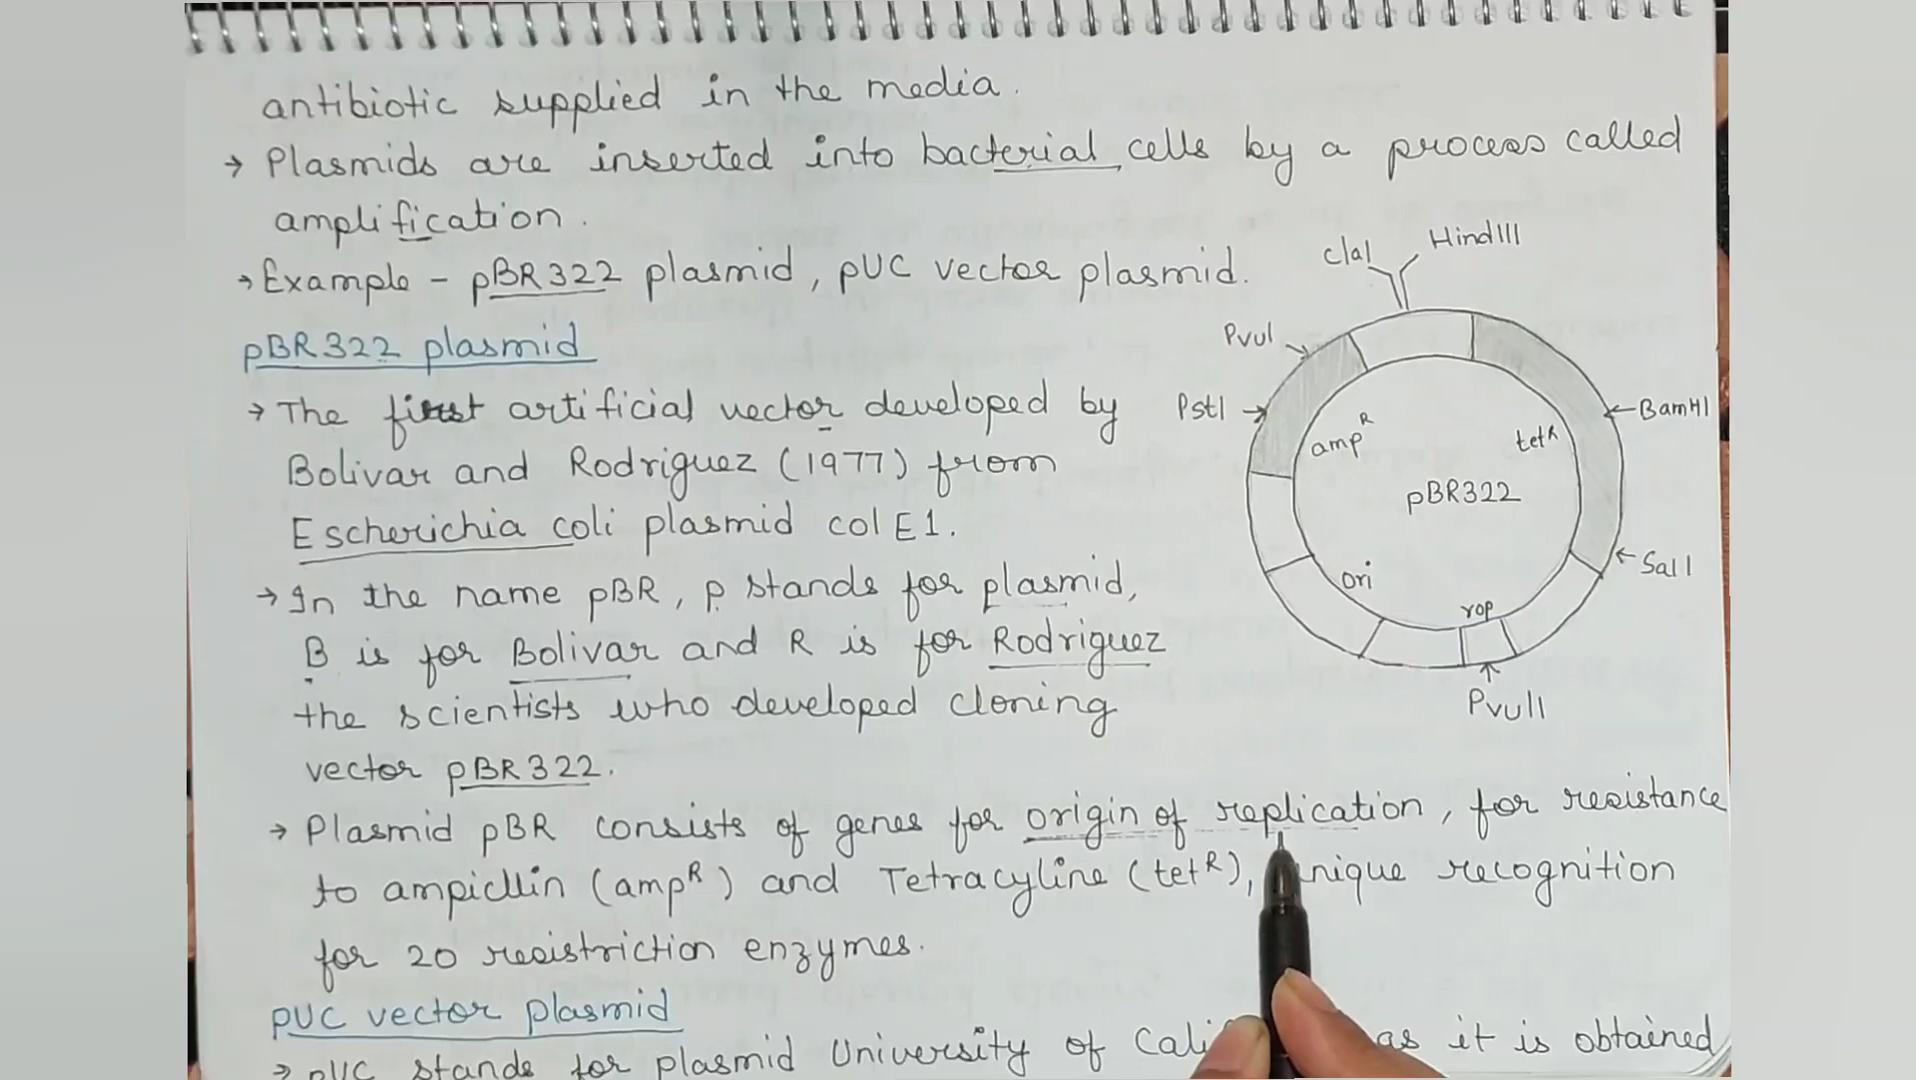 antibiotic supplied in the media.
→ Plasmids are inserted into bacterial cells by a process called
amplification.
→ Example - pBR322 plasmid, pUC vector plasmid.
pBR322 plasmid
→ The first artificial vector developed by
Bolivar and Rodriguez (1977) from
Escherichia coli plasmid col E1.
→ In the name pBR, p stands for plasmid,
B is for Bolivar and R is for Rodriguez
the scientists who developed cloning
vector pBR322.
→ Plasmid pBR consists of genes for origin of replication, for resistance
to ampicllin (ampᴿ) and Tetracyline (tetᴿ), nique recognition
for 20 resistriction enzymes.
pUC vector plasmid
→ pUC stands for plasmid University of Cali as it is obtained
ClaI
HindIII
PvuI
PstI
BamHI
ampᴿ
tetᴿ
pBR322
SalI
ori
rop
PvuII